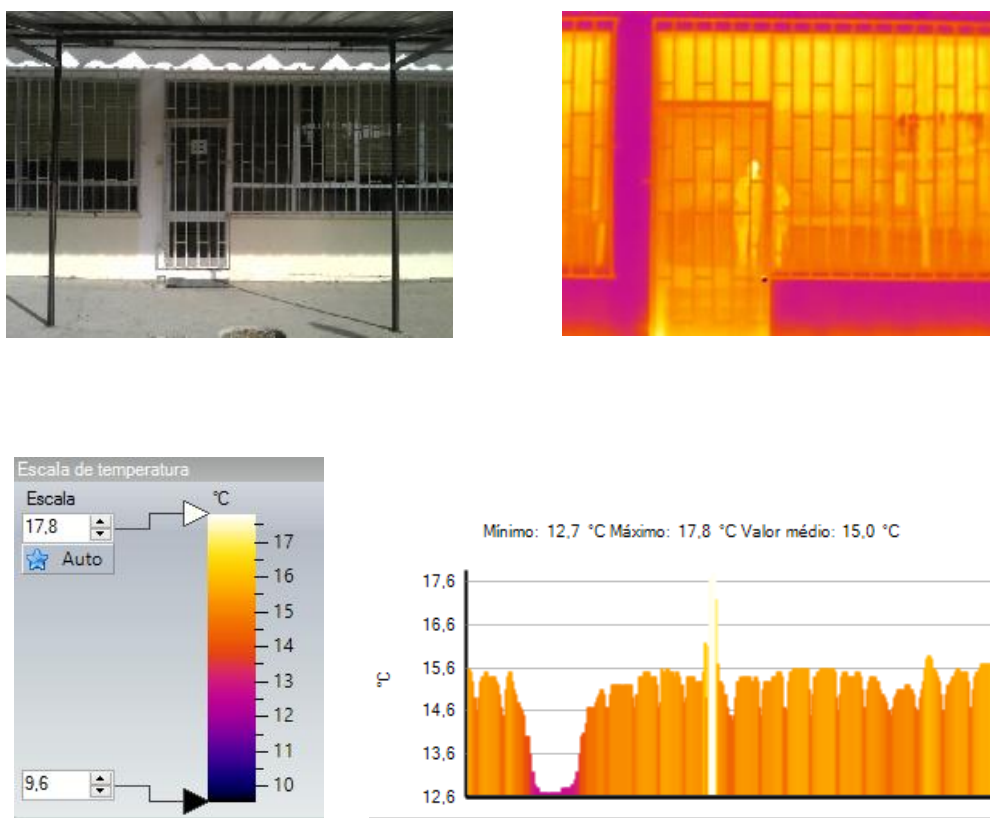 Escala de temperatura
Escala
°C
17,8
Auto
17
16
15
14
13
12
11
10
9,6
Mínimo: 12,7 °C Máximo: 17,8 °C Valor médio: 15,0 °C
°C
17,6
16,6
15,6
14,6
13,6
12,6